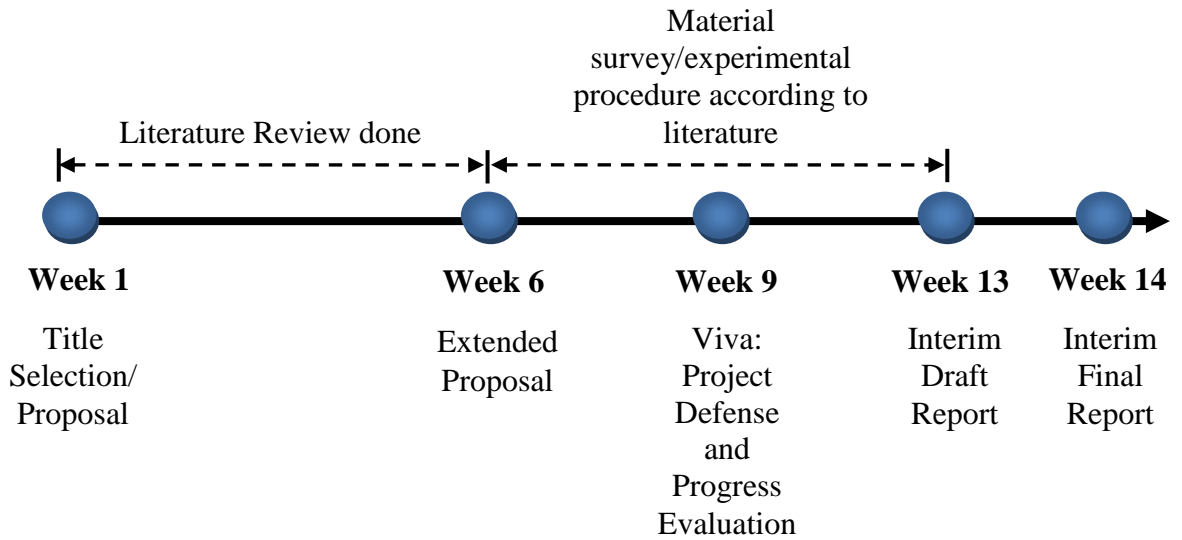 Material
survey/experimental
procedure according to
literature
Literature Review done
Week 1
Week 6
Week 9
Week 13
Week 14
Title
Selection/
Proposal
Extended
Proposal
Viva:
Project
Defense
and
Progress
Evaluation
Interim
Draft
Report
Interim
Final
Report